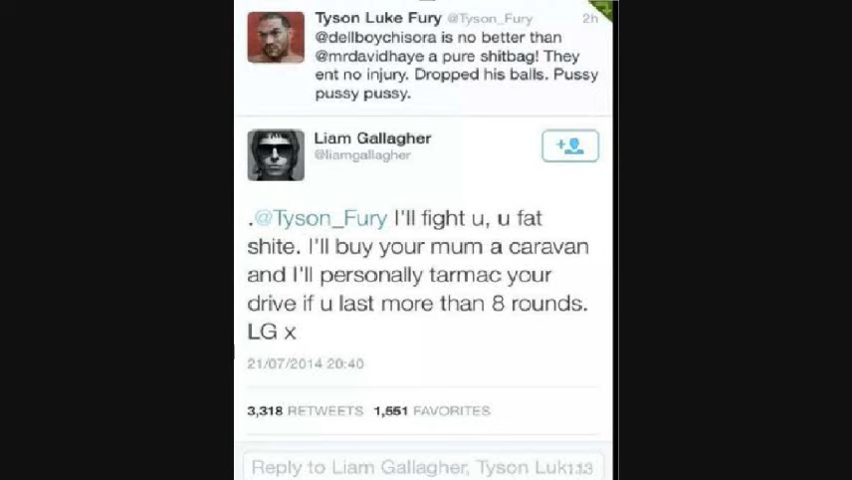 Tyson Luke Fury @Tyson_Fury 2h
@dellboychisora is no better than
@mrdavidhaye a pure shitbag! They
ent no injury. Dropped his balls. Pussy
pussy pussy.
Liam Gallagher
@liamgallagher
.@Tyson_Fury I'll fight u, u fat
shite. I'll buy your mum a caravan
and I'll personally tarmac your
drive if u last more than 8 rounds.
LG x
21/07/2014 20:40
3,318 RETWEETS 1,551 FAVORITES
Reply to Liam Gallagher, Tyson Luk113